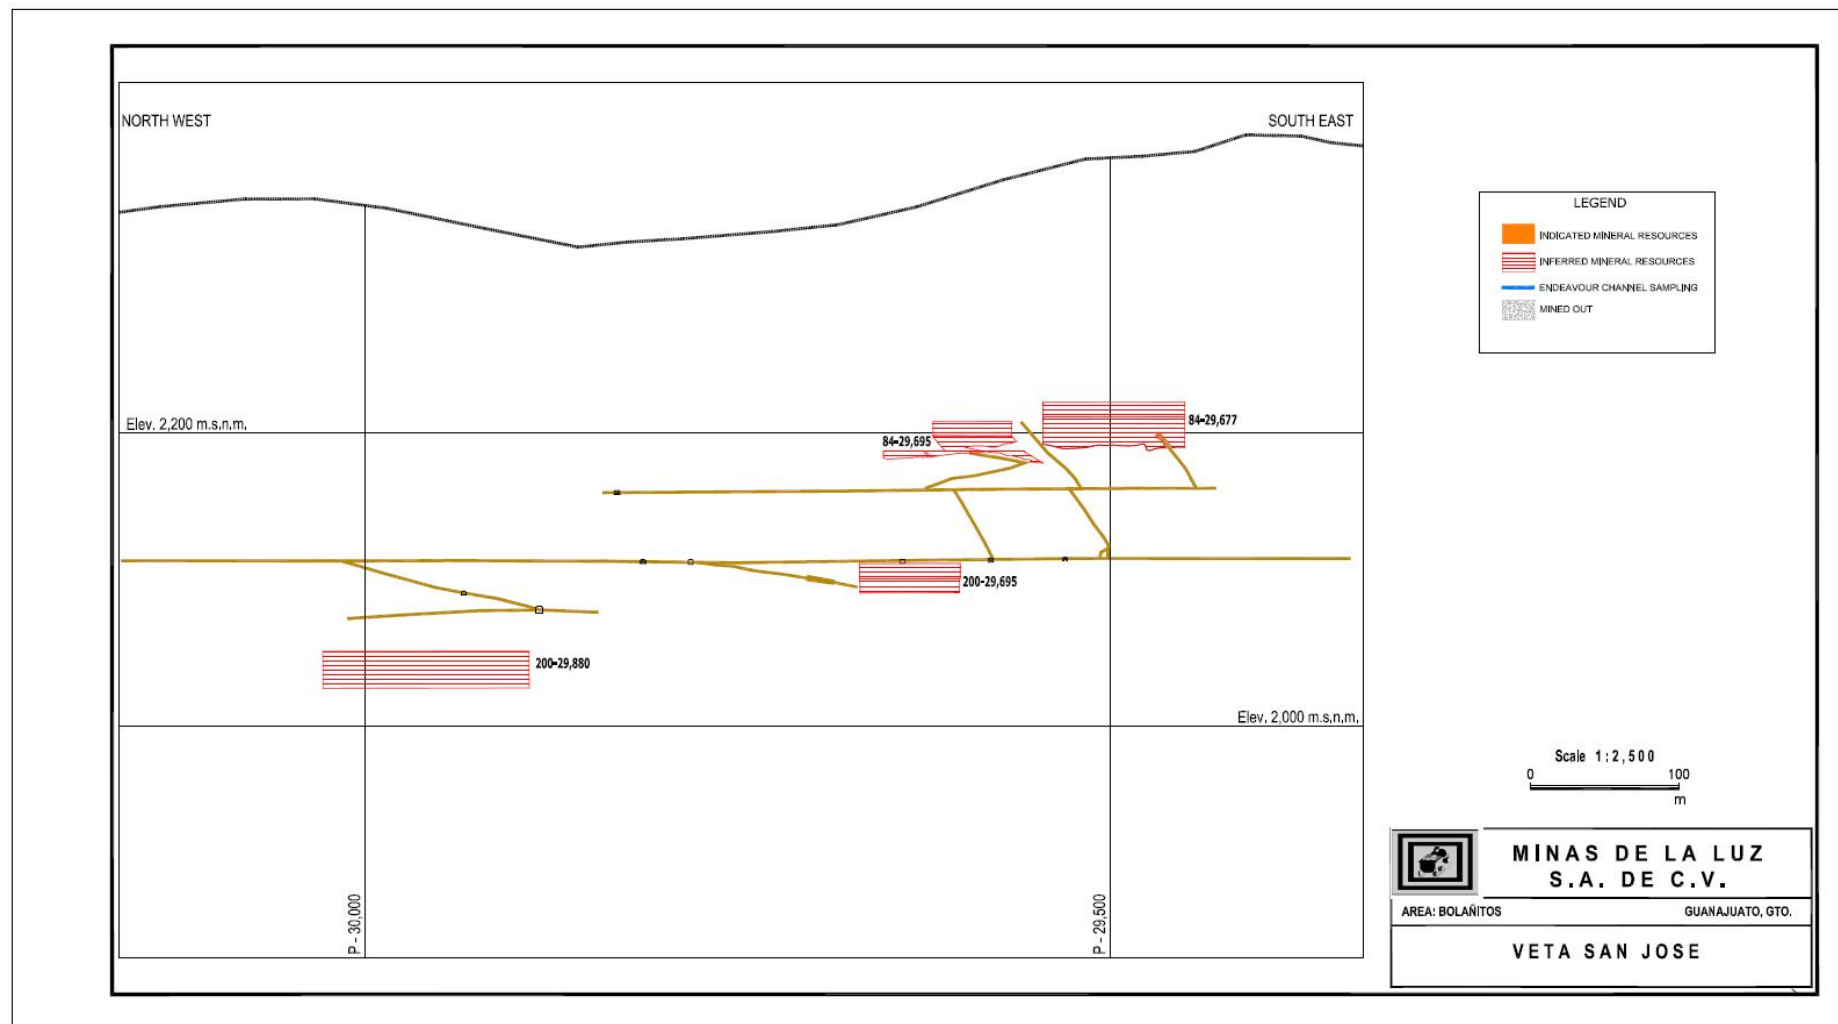 NORTH WEST
SOUTH EAST
LEGEND
INDICATED MINERAL RESOURCES
INFERRED MINERAL RESOURCES
ENDEAVOUR CHANNEL SAMPLING
MINED OUT
Elev. 2,200 m.s.n.m.
84-29,695
84-29,677
200-29,695
200-29,880
Elev. 2,000 m.s.n.m.
P - 30,000
P - 29,500
Scale 1:2,500
0 100
m
MINAS DE LA LUZ
S.A. DE C.V.
AREA: BOLAÑITOS GUANAJUATO, GTO.
VETA SAN JOSE